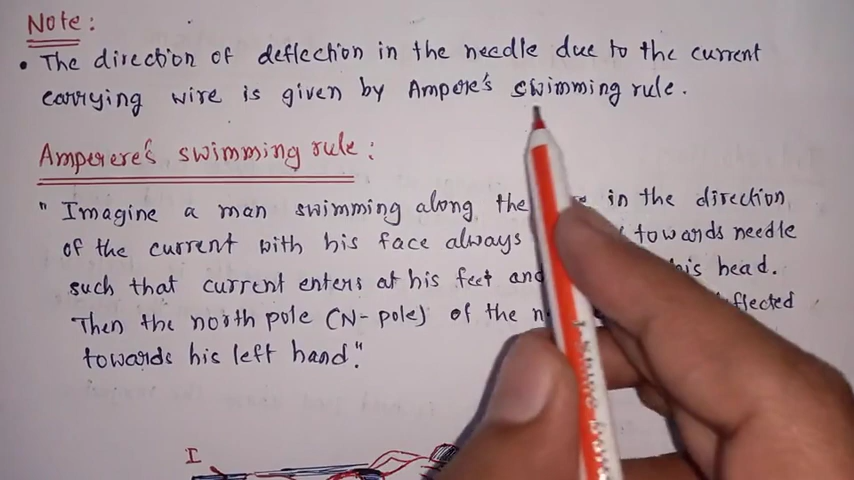 Note:
• The direction of deflection in the needle due to the current
carrying wire is given by Ampere's swimming rule.
Amperere's swimming rule:
" Imagine a man swimming along the in the direction
of the current with his face always towards needle
such that current enters at his feet and his head.
Then the north pole (N-pole) of the
towards his left hand."
I